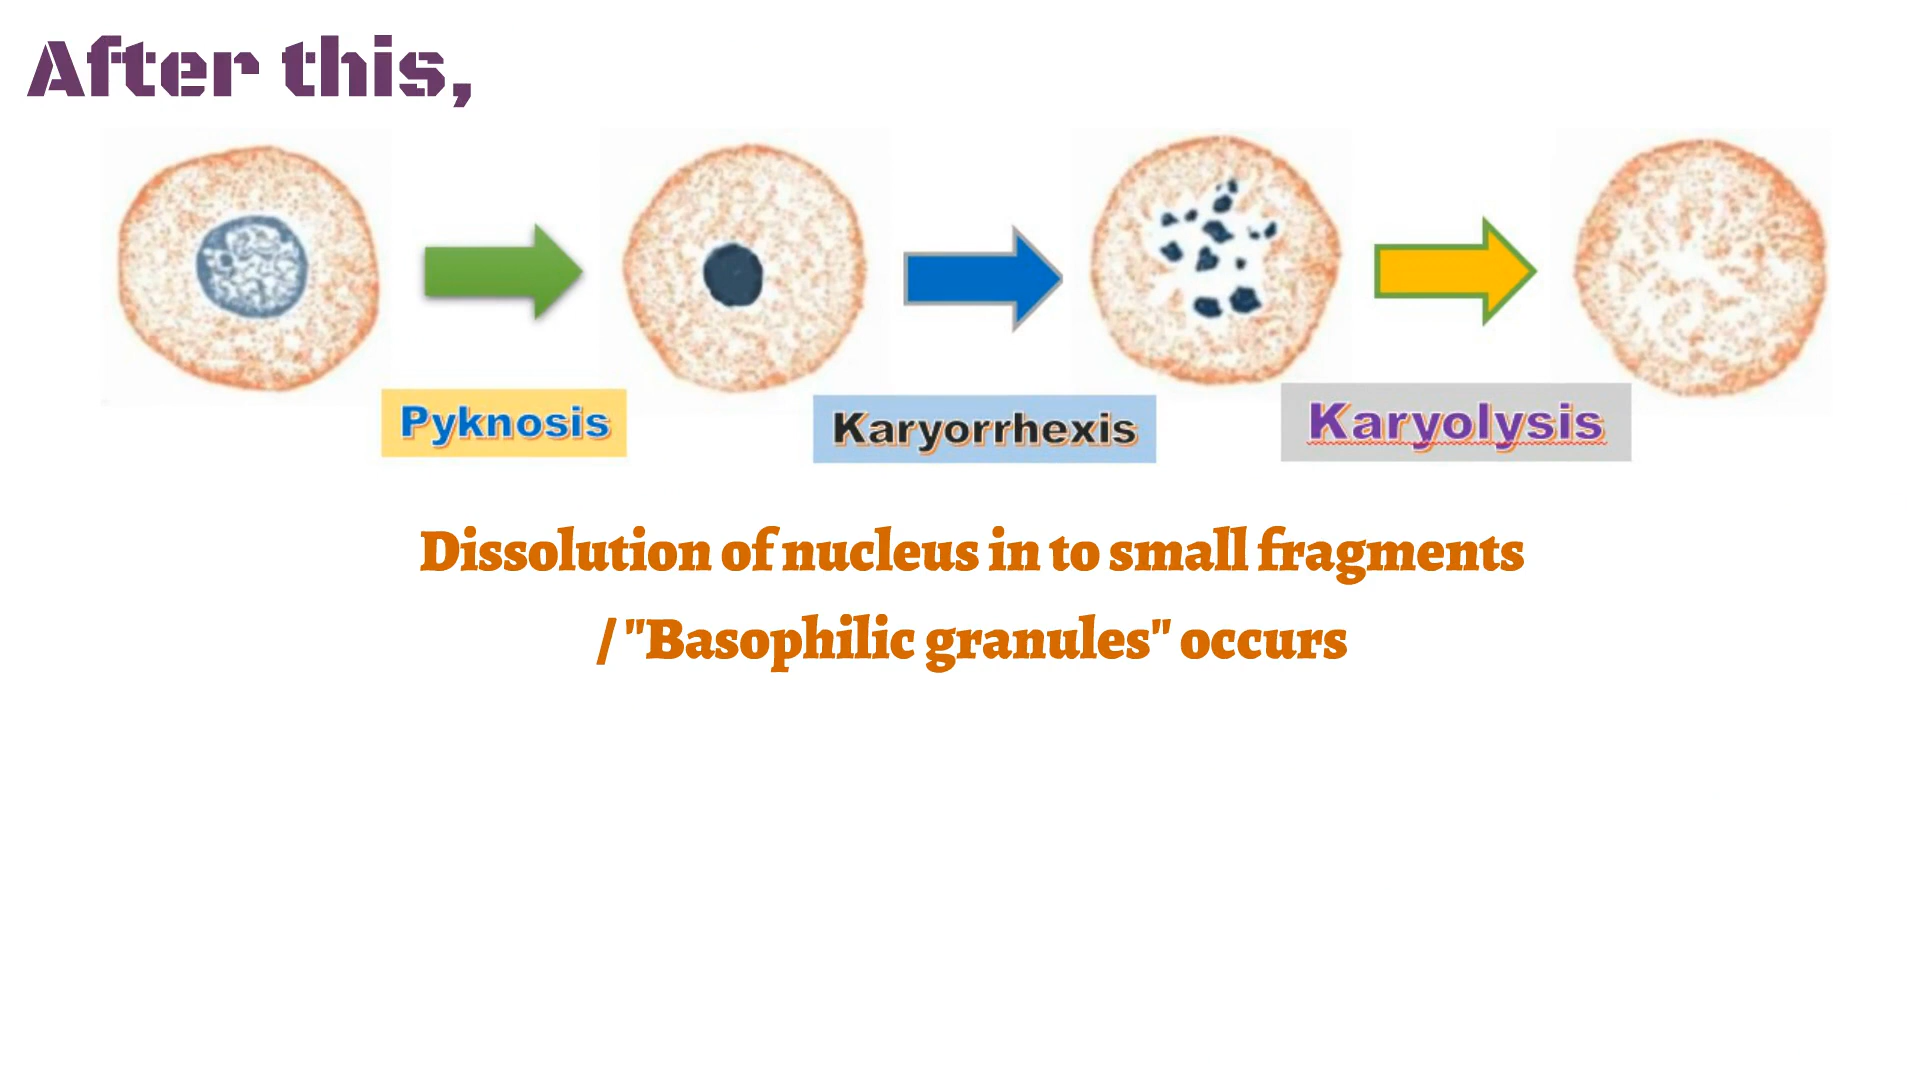 After this,
Pyknosis
Karyorrhexis
Karyolysis
Dissolution of nucleus in to small fragments
/ "Basophilic granules" occurs